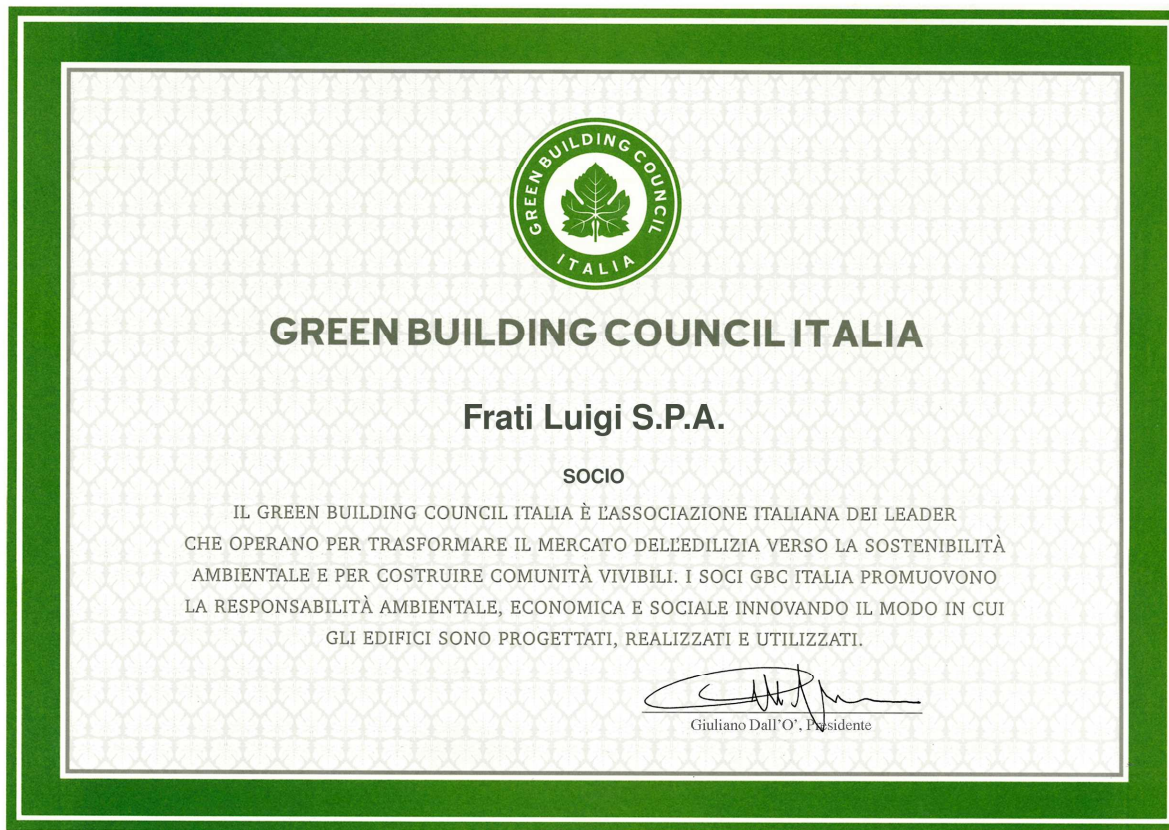 GREEN BUILDING COUNCIL
ITALIA
GREEN BUILDING COUNCIL ITALIA
Frati Luigi S.P.A.
SOCIO
IL GREEN BUILDING COUNCIL ITALIA È L'ASSOCIAZIONE ITALIANA DEI LEADER
CHE OPERANO PER TRASFORMARE IL MERCATO DELL'EDILIZIA VERSO LA SOSTENIBILITÀ
AMBIENTALE E PER COSTRUIRE COMUNITÀ VIVIBILI. I SOCI GBC ITALIA PROMUOVONO
LA RESPONSABILITÀ AMBIENTALE, ECONOMICA E SOCIALE INNOVANDO IL MODO IN CUI
GLI EDIFICI SONO PROGETTATI, REALIZZATI E UTILIZZATI.
Giuliano Dall'O', Presidente